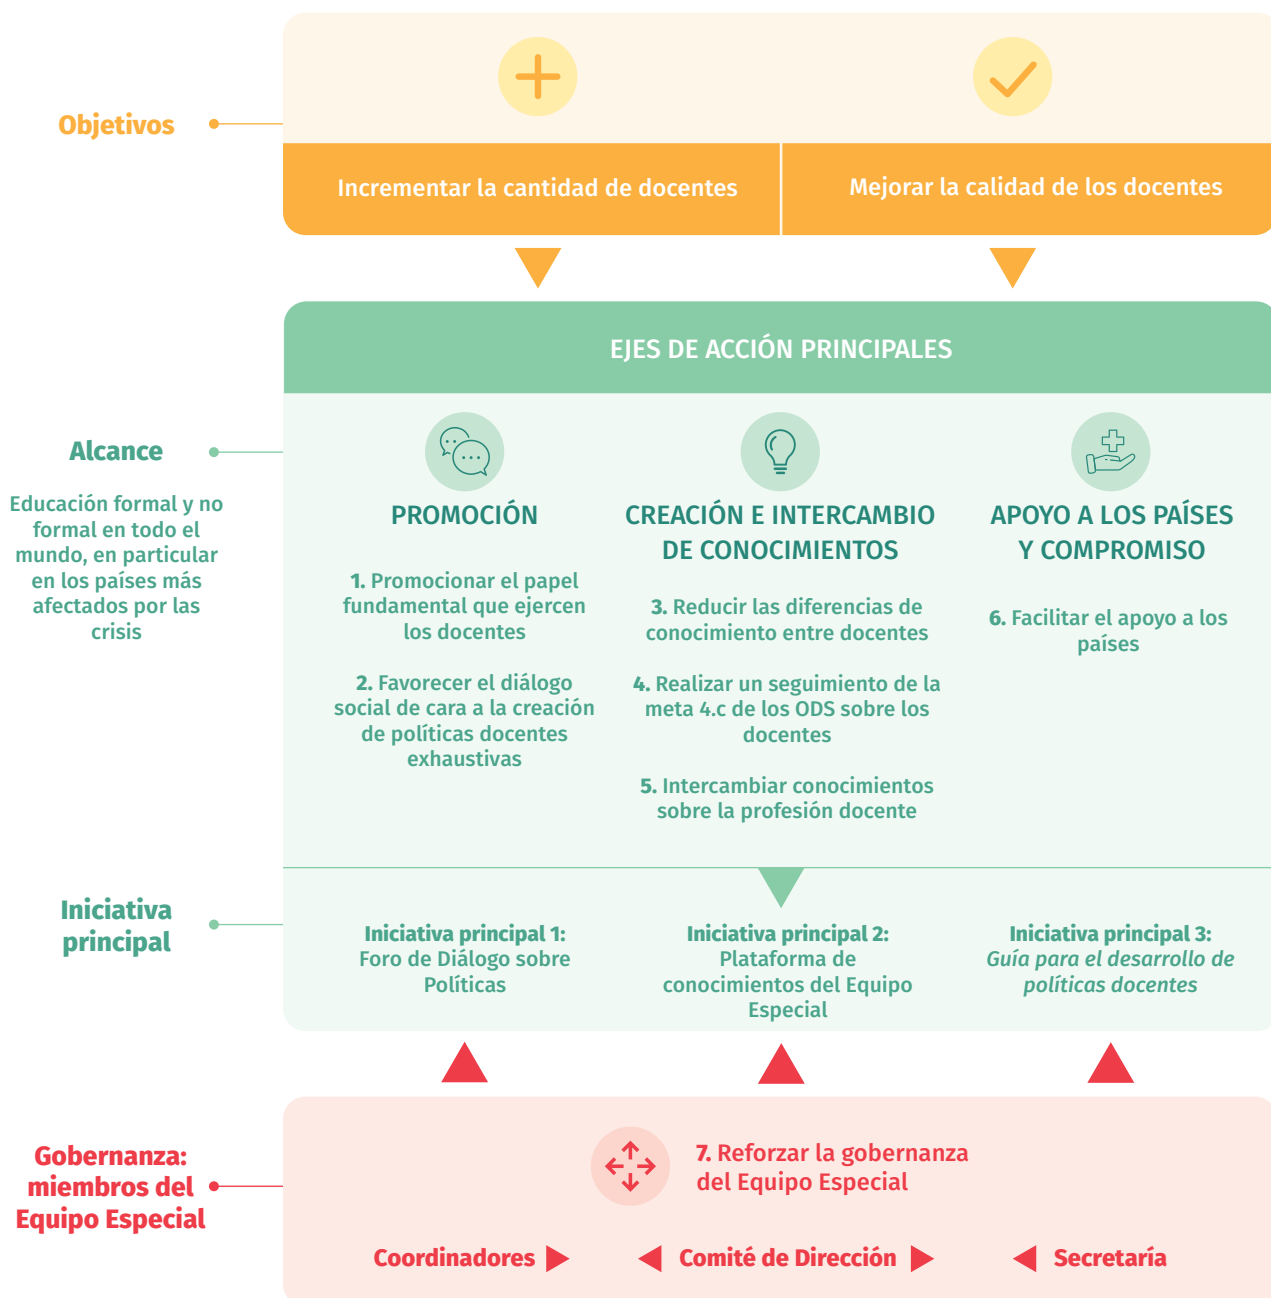 Objetivos
Incrementar la cantidad de docentes
Mejorar la calidad de los docentes
EJES DE ACCIÓN PRINCIPALES
Alcance
Educación formal y no
formal en todo el
mundo, en particular
en los países más
afectados por las
crisis
PROMOCIÓN
1. Promocionar el papel
fundamental que ejercen
los docentes
2. Favorecer el diálogo
social de cara a la creación
de políticas docentes
exhaustivas
CREACIÓN E INTERCAMBIO
DE CONOCIMIENTOS
3. Reducir las diferencias de
conocimiento entre docentes
4. Realizar un seguimiento de la
meta 4.c de los ODS sobre los
docentes
5. Intercambiar conocimientos
sobre la profesión docente
APOYO A LOS PAÍSES
Y COMPROMISO
6. Facilitar el apoyo a los
países
Iniciativa
principal
Iniciativa principal 1:
Foro de Diálogo sobre
Políticas
Iniciativa principal 2:
Plataforma de
conocimientos del Equipo
Especial
Iniciativa principal 3:
Guía para el desarrollo de
políticas docentes
Gobernanza:
miembros del
Equipo Especial
7. Reforzar la gobernanza
del Equipo Especial
Coordinadores
Comité de Dirección
Secretaría